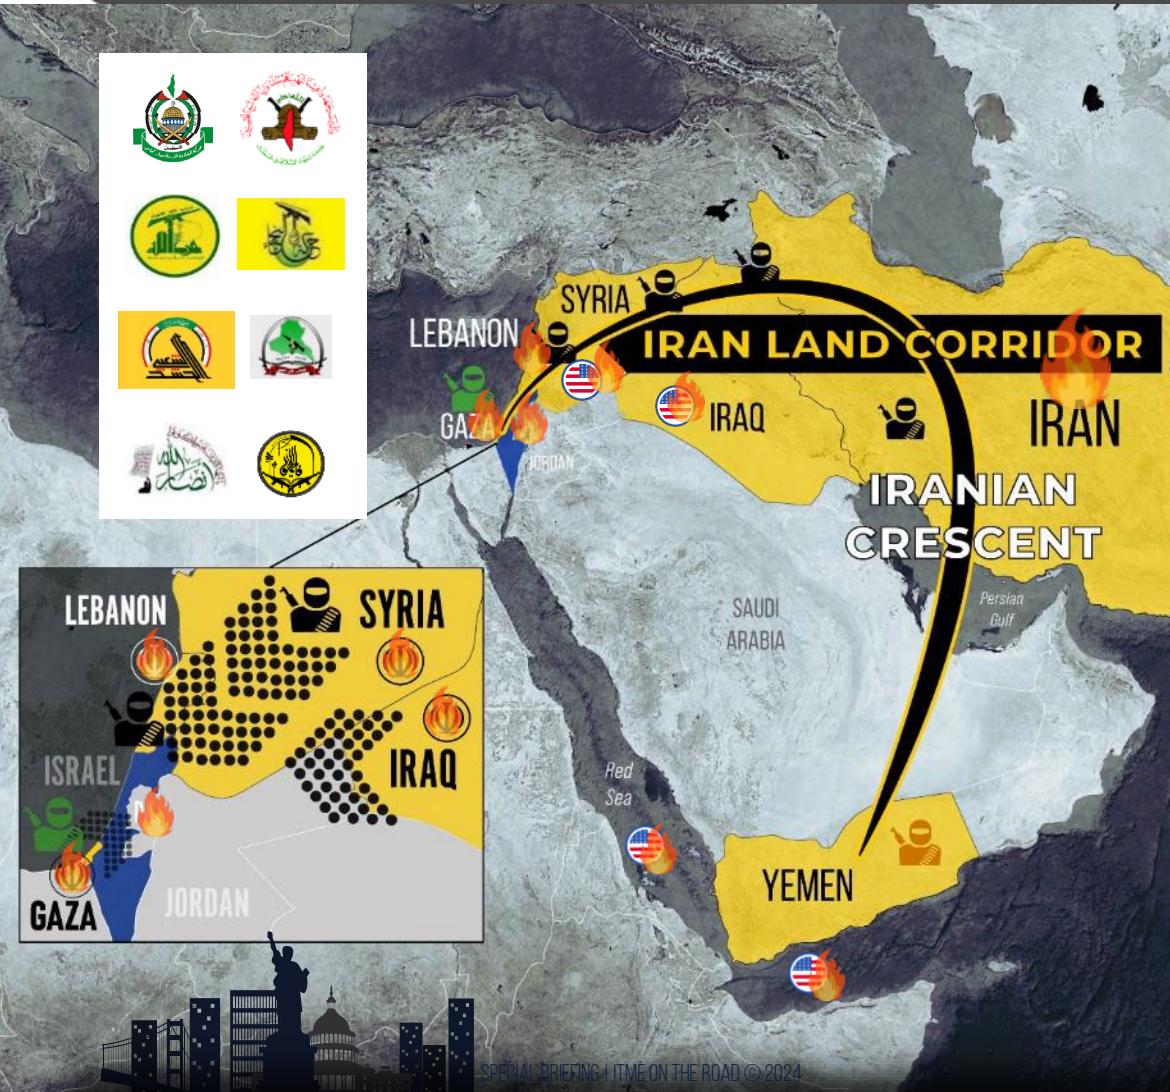 SYRIA
LEBANON
IRAN LAND CORRIDOR
GAZA
IRAQ
IRAN
JORDAN
IRANIAN
CRESCENT
SAUDI
ARABIA
Persian
Gulf
LEBANON
SYRIA
ISRAEL
IRAQ
Red
Sea
GAZA
JORDAN
YEMEN
SPECIAL BRIEFING | ITME ON THE ROAD © 2024